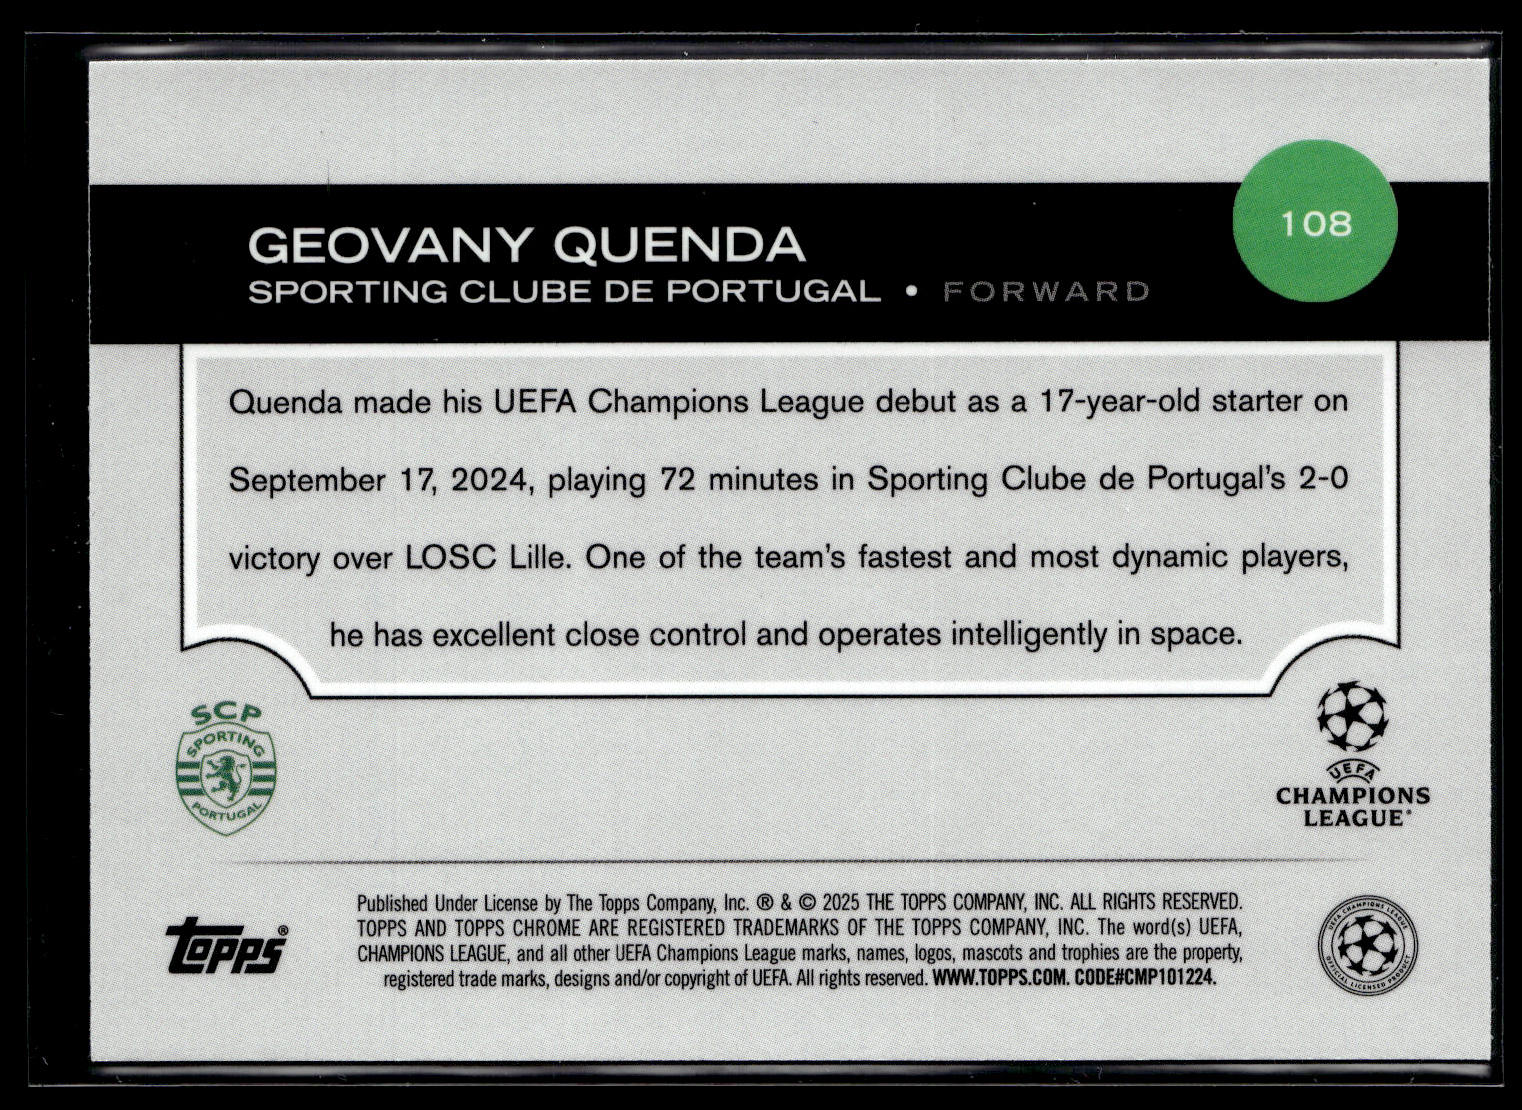 108
GEOVANY QUENDA
SPORTING CLUBE DE PORTUGAL • FORWARD
Quenda made his UEFA Champions League debut as a 17-year-old starter on
September 17, 2024, playing 72 minutes in Sporting Clube de Portugal's 2-0
victory over LOSC Lille. One of the team's fastest and most dynamic players,
he has excellent close control and operates intelligently in space.
SCP
SPORTING
PORTUGAL
UEFA
CHAMPIONS
LEAGUE®
Published Under License by The Topps Company, Inc. ® & © 2025 THE TOPPS COMPANY, INC. ALL RIGHTS RESERVED.
TOPPS AND TOPPS CHROME ARE REGISTERED TRADEMARKS OF THE TOPPS COMPANY, INC. The word(s) UEFA,
CHAMPIONS LEAGUE, and all other UEFA Champions League marks, names, logos, mascots and trophies are the property,
registered trade marks, designs and/or copyright of UEFA. All rights reserved. WWW.TOPPS.COM. CODE#CMP101224.
topps®
UEFA CHAMPIONS LEAGUE
OFFICIAL LICENSED PRODUCT